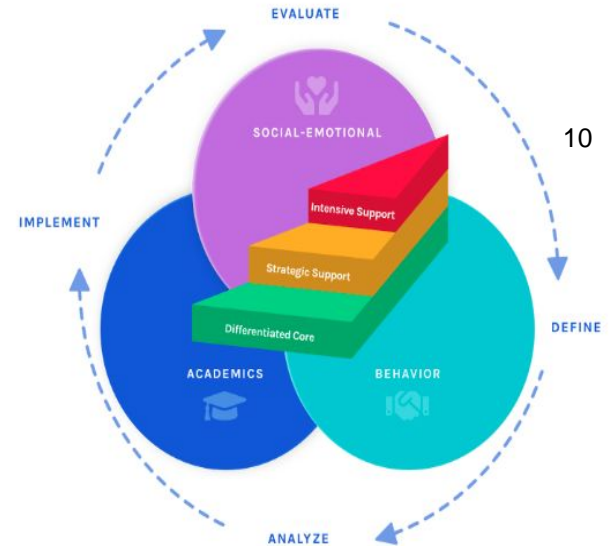 EVALUATE
SOCIAL-EMOTIONAL
10
Intensive Support
IMPLEMENT
Strategic Support
DEFINE
Differentiated Core
ACADEMICS
BEHAVIOR
ANALYZE